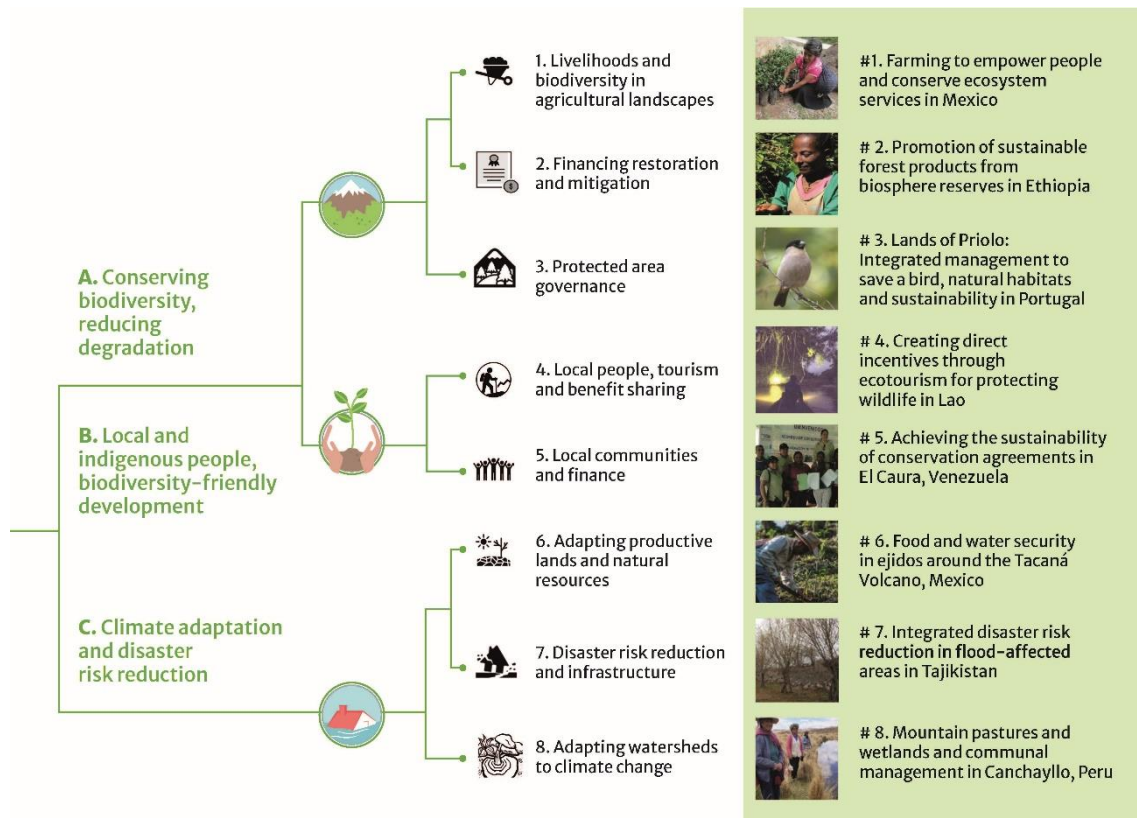 A. Conserving
biodiversity,
reducing
degradation
B. Local and
indigenous people,
biodiversity-friendly
development
C. Climate adaptation
and disaster
risk reduction
1. Livelihoods and
biodiversity in
agricultural landscapes
2. Financing restoration
and mitigation
3. Protected area
governance
4. Local people, tourism
and benefit sharing
5. Local communities
and finance
6. Adapting productive
lands and natural
resources
7. Disaster risk reduction
and infrastructure
8. Adapting watersheds
to climate change
#1. Farming to empower people
and conserve ecosystem
services in Mexico
# 2. Promotion of sustainable
forest products from
biosphere reserves in Ethiopia
# 3. Lands of Priolo:
Integrated management to
save a bird, natural habitats
and sustainability in Portugal
# 4. Creating direct
incentives through
ecotourism for protecting
wildlife in Lao
# 5. Achieving the sustainability
of conservation agreements in
El Caura, Venezuela
# 6. Food and water security
in ejidos around the Tacaná
Volcano, Mexico
# 7. Integrated disaster risk
reduction in flood-affected
areas in Tajikistan
# 8. Mountain pastures and
wetlands and communal
management in Canchayllo, Peru